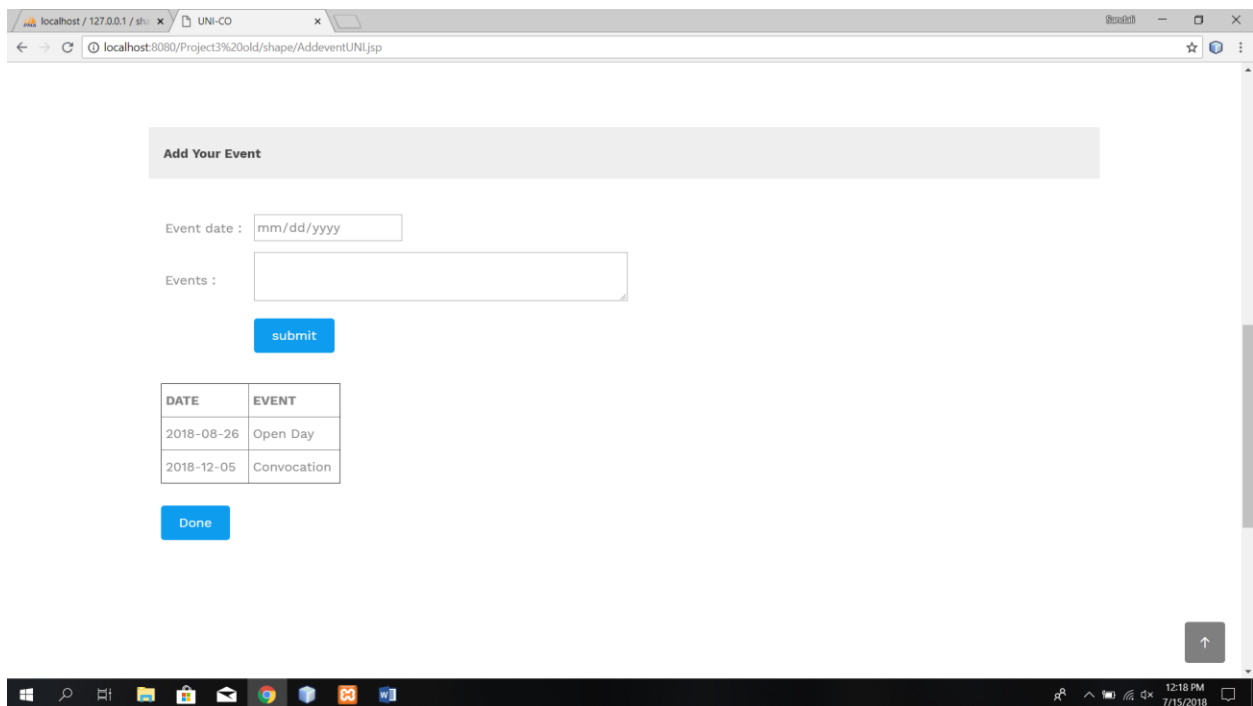 localhost / 127.0.0.1 / sha
UNI-CO
localhost:8080/Project3%20old/shape/AddeventUNI.jsp
Add Your Event
Event date :
mm/dd/yyyy
Events :
submit
DATE EVENT
2018-08-26 Open Day
2018-12-05 Convocation
Done
12:18 PM
7/15/2018